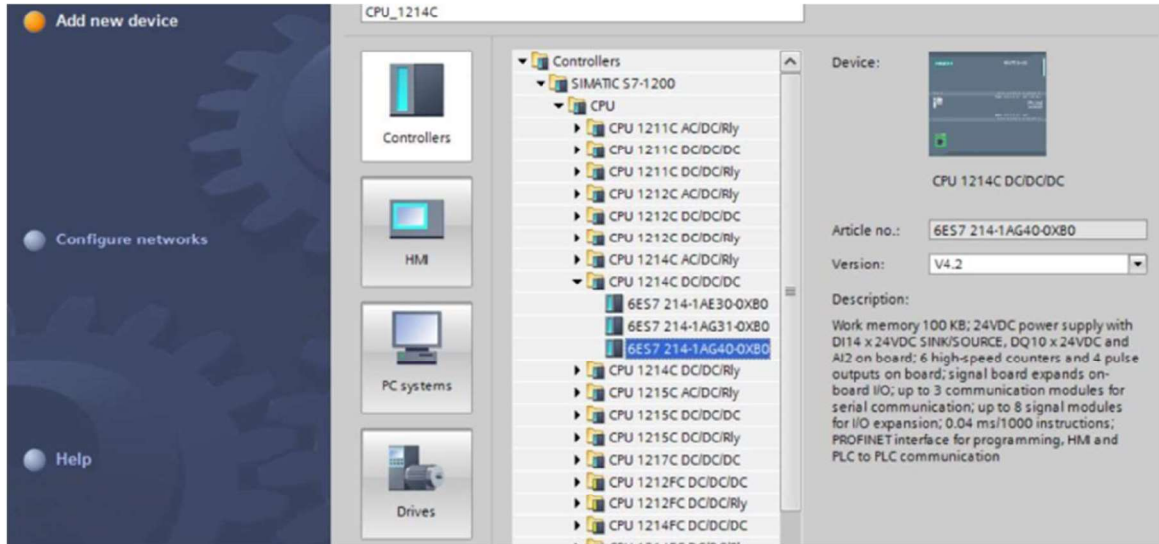 Add new device
Configure networks
Help
CPU_1214C
Controllers
HMI
PC systems
Drives
Controllers
SIMATIC S7-1200
CPU
CPU 1211C AC/DC/Rly
CPU 1211C DC/DC/DC
CPU 1211C DC/DC/Rly
CPU 1212C AC/DC/Rly
CPU 1212C DC/DC/DC
CPU 1212C DC/DC/Rly
CPU 1214C AC/DC/Rly
CPU 1214C DC/DC/DC
6ES7 214-1AE30-0XB0
6ES7 214-1AG31-0XB0
6ES7 214-1AG40-0XB0
CPU 1214C DC/DC/Rly
CPU 1215C AC/DC/Rly
CPU 1215C DC/DC/DC
CPU 1215C DC/DC/Rly
CPU 1217C DC/DC/DC
CPU 1212FC DC/DC/DC
CPU 1212FC DC/DC/Rly
CPU 1214FC DC/DC/DC
Device:
CPU 1214C DC/DC/DC
Article no.: 6ES7 214-1AG40-0XB0
Version: V4.2
Description:
Work memory 100 KB; 24VDC power supply with
DI14 x 24VDC SINK/SOURCE, DQ10 x 24VDC and
AI2 on board; 6 high-speed counters and 4 pulse
outputs on board; signal board expands on-
board I/O; up to 3 communication modules for
serial communication; up to 8 signal modules
for I/O expansion; 0.04 ms/1000 instructions;
PROFINET interface for programming, HMI and
PLC to PLC communication